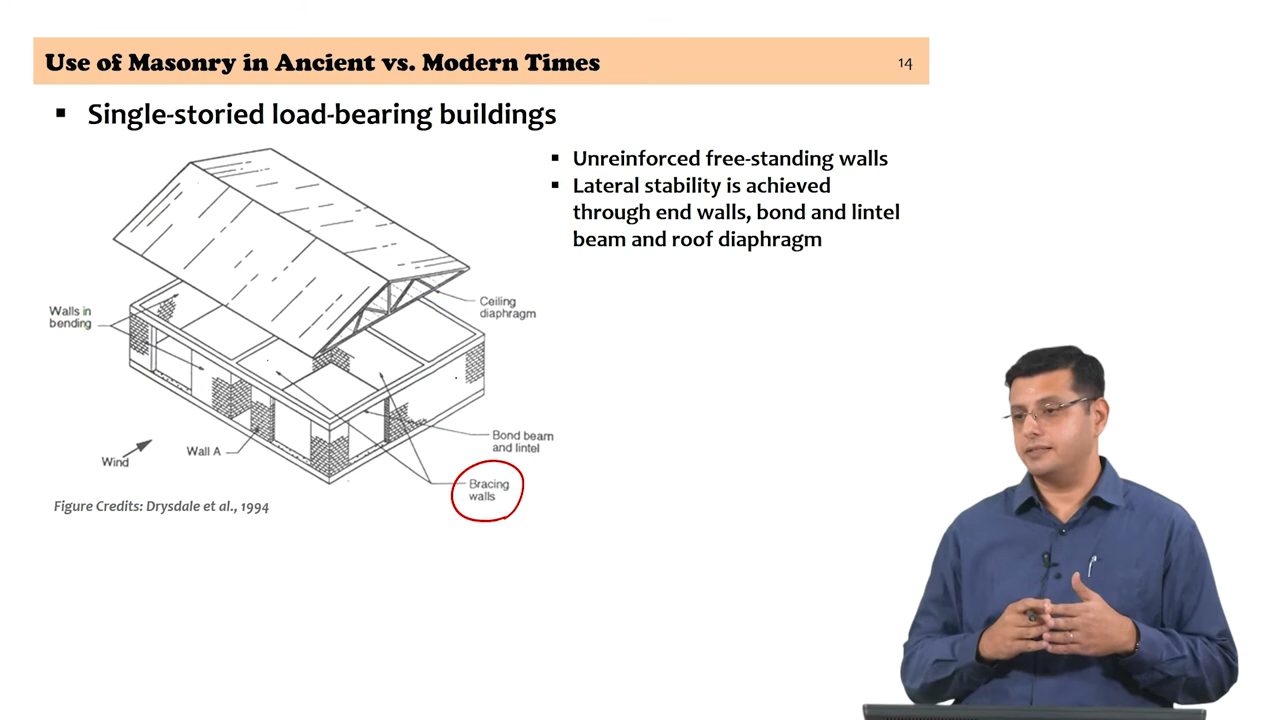 Use of Masonry in Ancient vs. Modern Times
14
▪ Single-storied load-bearing buildings
▪ Unreinforced free-standing walls
▪ Lateral stability is achieved
through end walls, bond and lintel
beam and roof diaphragm
Ceiling
diaphragm
Walls in
bending
Bond beam
and lintel
Wall A
Wind
Bracing
walls
Figure Credits: Drysdale et al., 1994